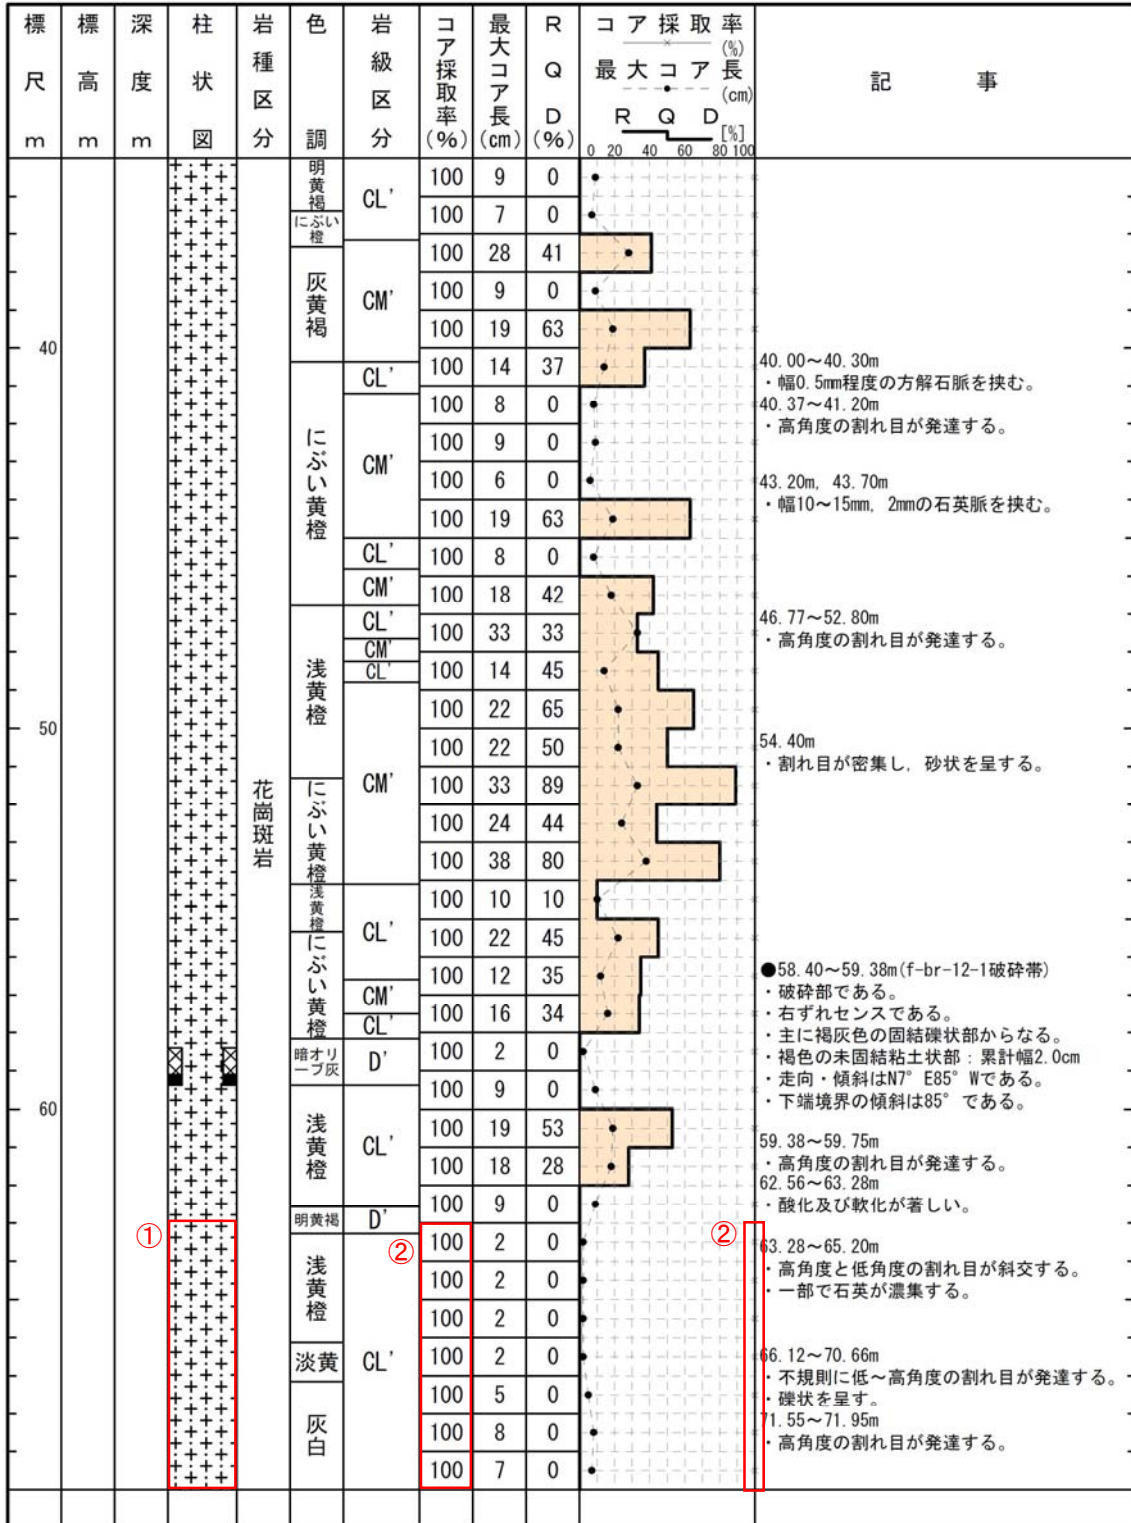 標尺m
標高m
深度m
柱状図
岩種区分
色調
岩級区分
コア採取率(%)
最大コア長(cm)
RQD(%)
コア採取率(%)
最大コア長(cm)
RQD[%]
0 20 40 60 80 100
記事
40
50
60
花崗斑岩
明黄褐
にぶい橙
灰黄褐
にぶい黄橙
浅黄橙
にぶい黄橙
浅黄橙
にぶい黄橙
暗オリーブ灰
浅黄橙
明黄褐
浅黄橙
淡黄
灰白
CL'
CM'
CL'
CM'
CL'
CM'
CL'
CM'
CL'
CM'
CL'
CM'
CL'
D'
CL'
D'
CL'
100 9 0
100 7 0
100 28 41
100 9 0
100 19 63
100 14 37
100 8 0
100 9 0
100 6 0
100 19 63
100 8 0
100 18 42
100 33 33
100 14 45
100 22 65
100 22 50
100 33 89
100 24 44
100 38 80
100 10 10
100 22 45
100 12 35
100 16 34
100 2 0
100 9 0
100 19 53
100 18 28
100 9 0
100 2 0
100 2 0
100 2 0
100 2 0
100 5 0
100 8 0
100 7 0
①
②
②
40.00～40.30m
・幅0.5mm程度の方解石脈を挟む。
40.37～41.20m
・高角度の割れ目が発達する。
43.20m, 43.70m
・幅10～15mm, 2mmの石英脈を挟む。
46.77～52.80m
・高角度の割れ目が発達する。
54.40m
・割れ目が密集し, 砂状を呈する。
●58.40～59.38m(f-br-12-1破砕帯)
・破砕部である。
・右ずれセンスである。
・主に褐灰色の固結礫状部からなる。
・褐色の未固結粘土状部：累計幅2.0cm
・走向・傾斜はN7°E85°Wである。
・下端境界の傾斜は85°である。
59.38～59.75m
・高角度の割れ目が発達する。
62.56～63.28m
・酸化及び軟化が著しい。
63.28～65.20m
・高角度と低角度の割れ目が斜交する。
・一部で石英が濃集する。
66.12～70.66m
・不規則に低～高角度の割れ目が発達する。
・礫状を呈す。
71.55～71.95m
・高角度の割れ目が発達する。